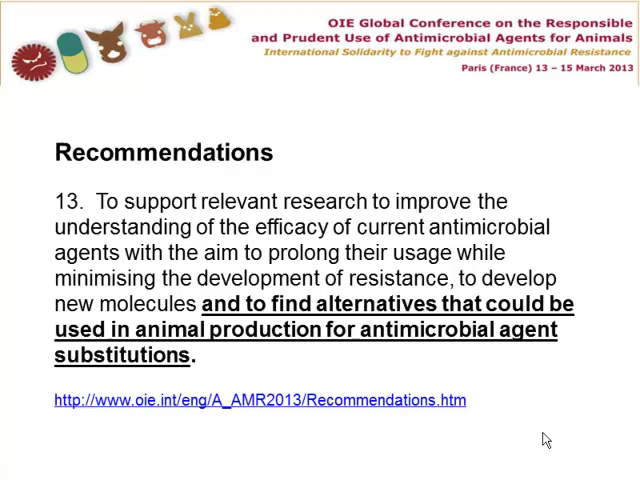 OIE Global Conference on the Responsible
and Prudent Use of Antimicrobial Agents for Animals
International Solidarity to Fight against Antimicrobial Resistance
Paris (France) 13 – 15 March 2013
Recommendations
13. To support relevant research to improve the
understanding of the efficacy of current antimicrobial
agents with the aim to prolong their usage while
minimising the development of resistance, to develop
new molecules and to find alternatives that could be
used in animal production for antimicrobial agent
substitutions.
http://www.oie.int/eng/A_AMR2013/Recommendations.htm